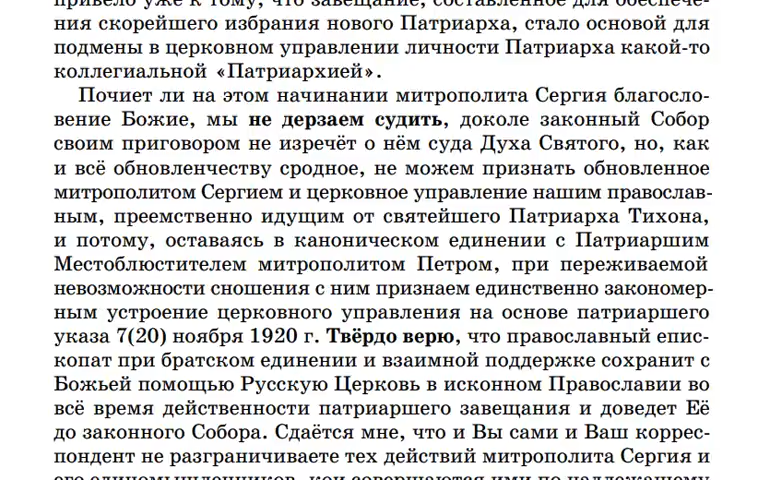 привело уже к тому, что завещание, составленное для обеспече-
ния скорейшего избрания нового Патриарха, стало основой для
подмены в церковном управлении личности Патриарха какой-то
коллегиальной «Патриархией».
Почиет ли на этом начинании митрополита Сергия благосло-
вение Божие, мы не дерзаем судить, доколе законный Собор
своим приговором не изречёт о нём суда Духа Святого, но, как
и всё обновленчеству сродное, не можем признать обновленное
митрополитом Сергием и церковное управление нашим православ-
ным, преемственно идущим от святейшего Патриарха Тихона,
и потому, оставаясь в каноническом единении с Патриаршим
Местоблюстителем митрополитом Петром, при переживаемой
невозможности сношения с ним признаем единственно закономер-
ным устроение церковного управления на основе патриаршего
указа 7(20) ноября 1920 г. Твёрдо верю, что православный епис-
копат при братском единении и взаимной поддержке сохранит с
Божьей помощью Русскую Церковь в исконном Православии во
всё время действенности патриаршего завещания и доведет Её
до законного Собора. Сдаётся мне, что и Вы сами и Ваш коррес-
пондент не разграничиваете тех действий митрополита Сергия и
его единомышленников, кои совершаются ими по надлежащему